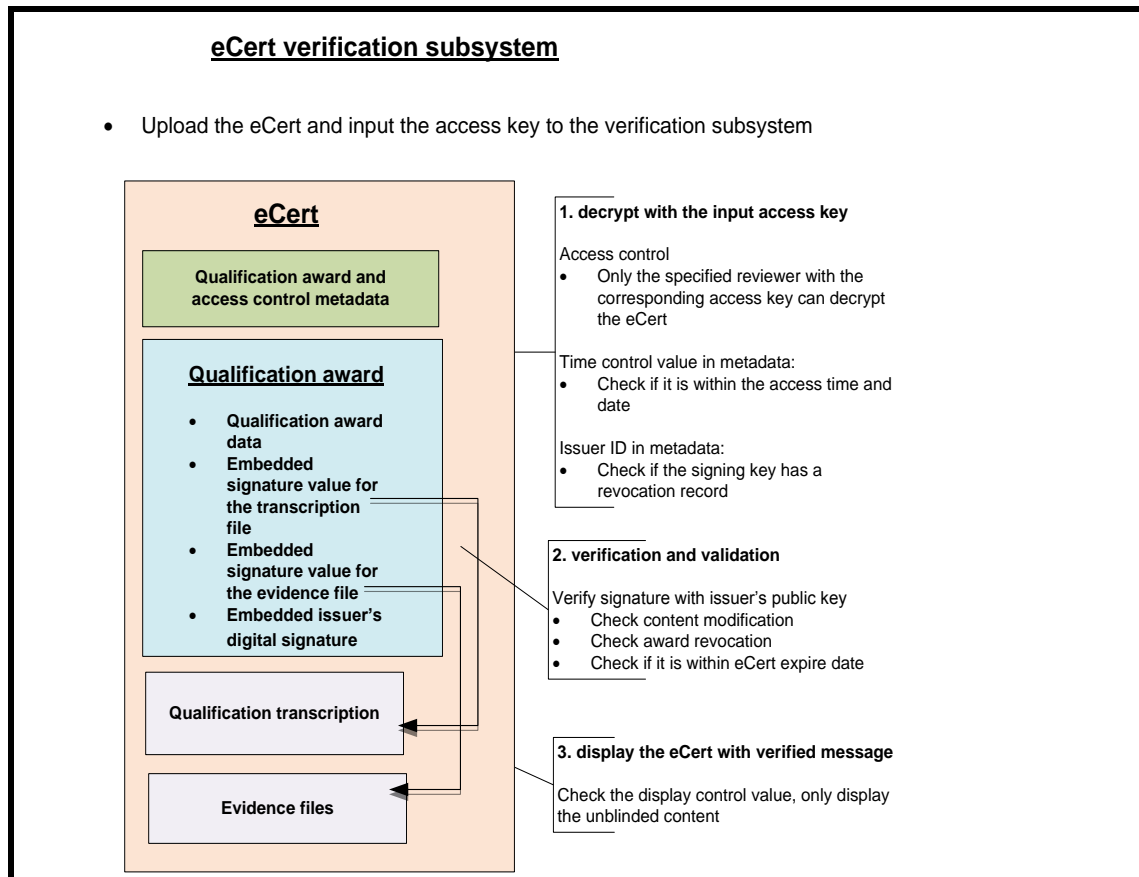 eCert verification subsystem
• Upload the eCert and input the access key to the verification subsystem
eCert
Qualification award and
access control metadata
Qualification award
• Qualification award
data
• Embedded
signature value for
the transcription
file
• Embedded
signature value for
the evidence file
• Embedded issuer's
digital signature
Qualification transcription
Evidence files
1. decrypt with the input access key
Access control
• Only the specified reviewer with the
corresponding access key can decrypt
the eCert
Time control value in metadata:
• Check if it is within the access time and
date
Issuer ID in metadata:
• Check if the signing key has a
revocation record
2. verification and validation
Verify signature with issuer's public key
• Check content modification
• Check award revocation
• Check if it is within eCert expire date
3. display the eCert with verified message
Check the display control value, only display
the unblinded content